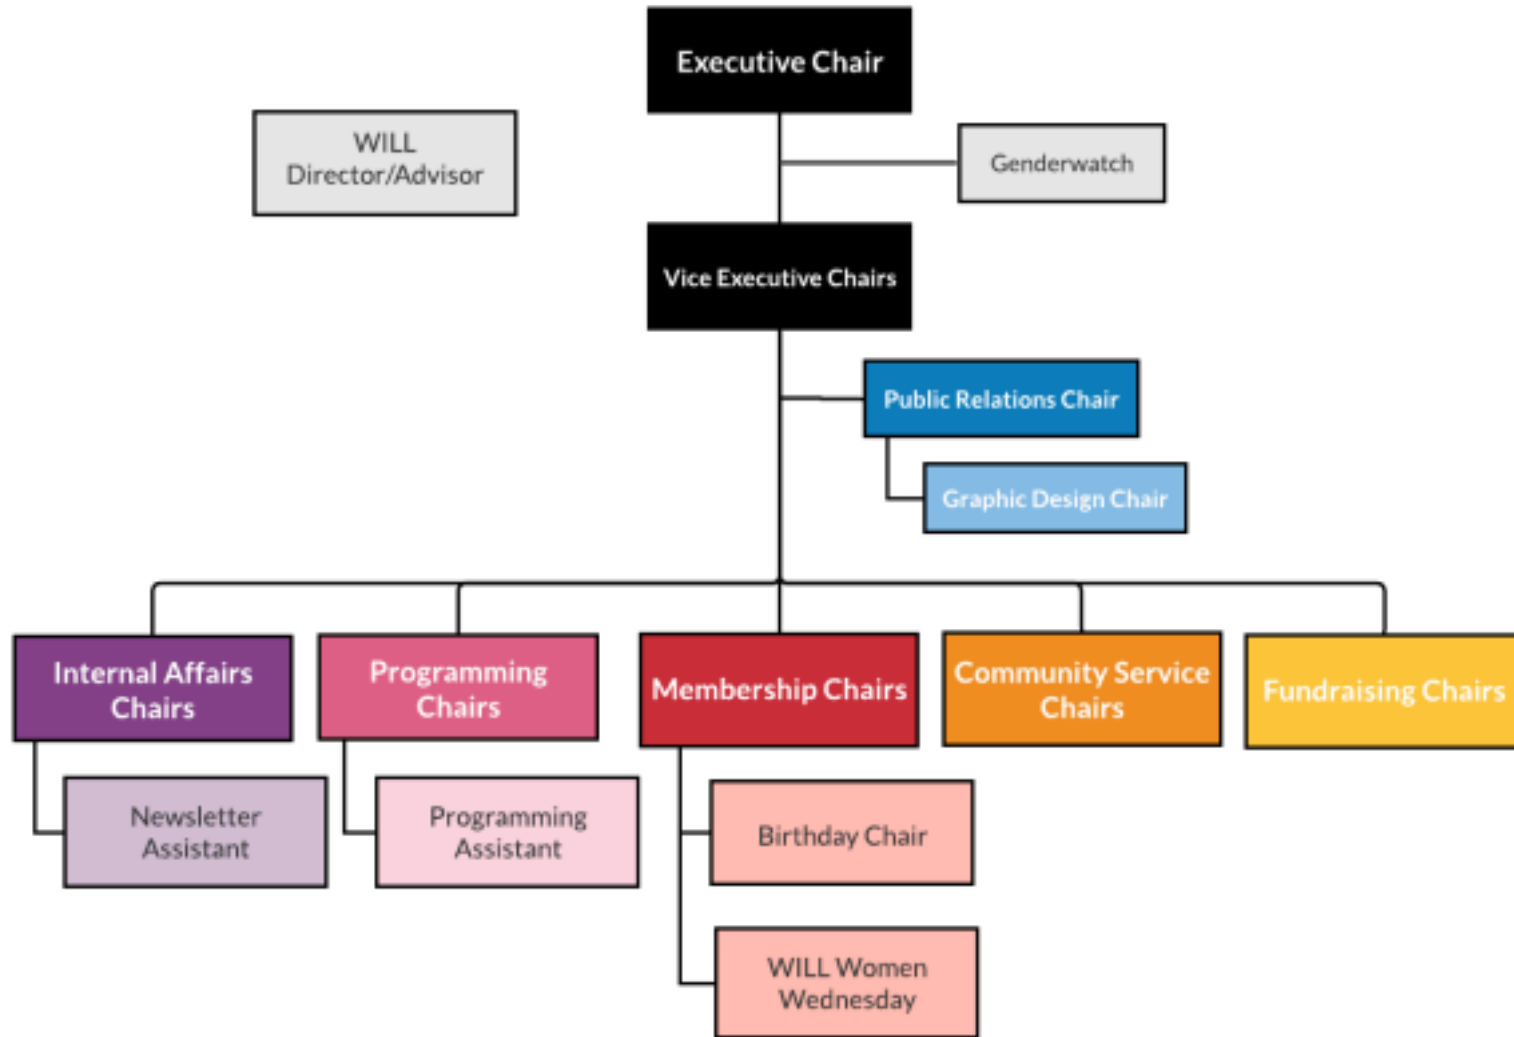 Executive Chair
WILL
Director/Advisor
Genderwatch
Vice Executive Chairs
Public Relations Chair
Graphic Design Chair
Internal Affairs
Chairs
Programming
Chairs
Membership Chairs
Community Service
Chairs
Fundraising Chairs
Newsletter
Assistant
Programming
Assistant
Birthday Chair
WILL Women
Wednesday